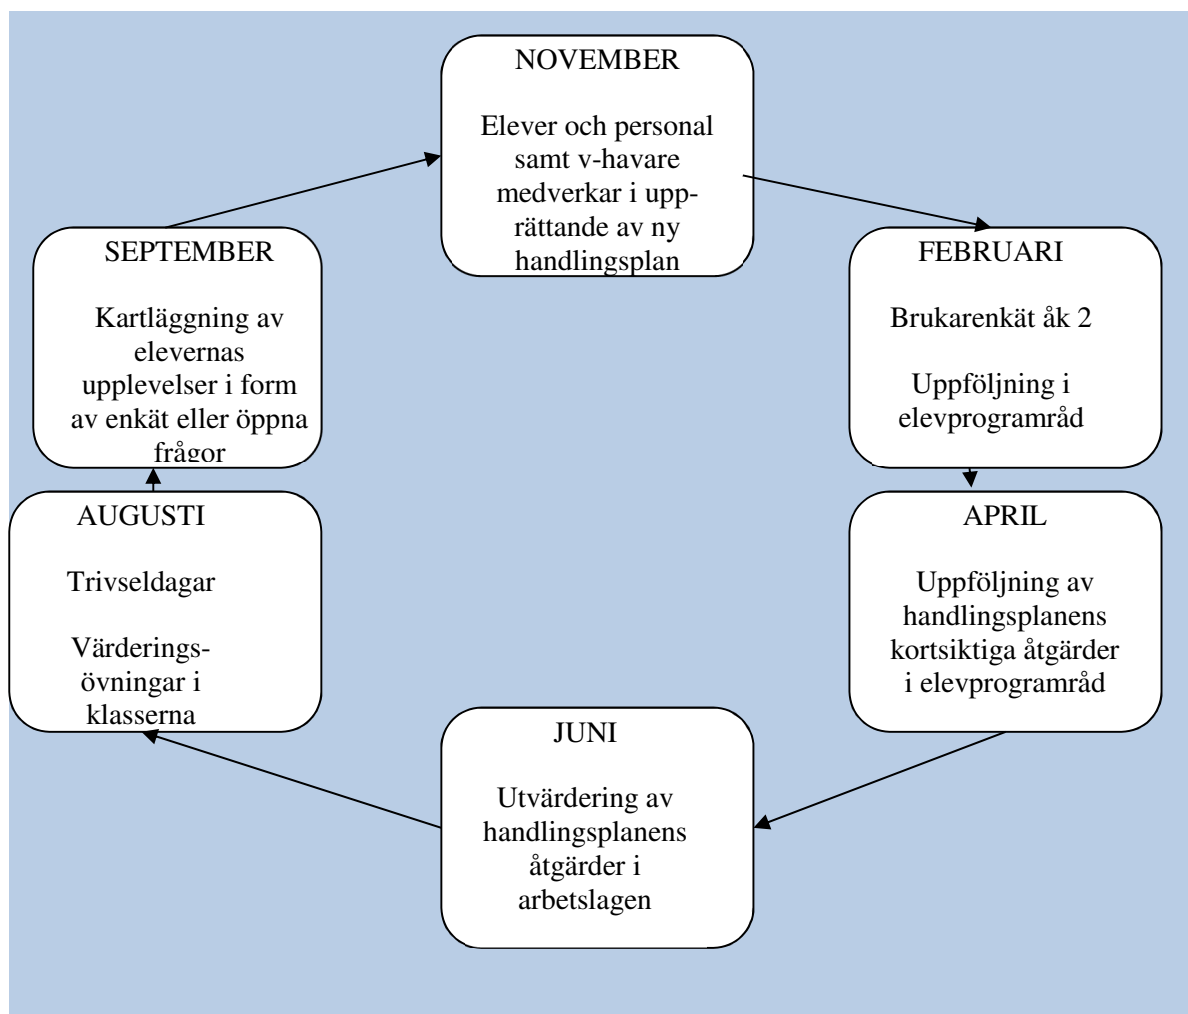 NOVEMBER
Elever och personal
samt v-havare
medverkar i upp-
rättande av ny
handlingsplan
SEPTEMBER
Kartläggning av
elevernas
upplevelser i form
av enkät eller öppna
frågor
FEBRUARI
Brukarenkät åk 2
Uppföljning i
elevprogramråd
AUGUSTI
Trivseldagar
Värderings-
övningar i
klasserna
APRIL
Uppföljning av
handlingsplanens
kortsiktiga åtgärder
i elevprogramråd
JUNI
Utvärdering av
handlingsplanens
åtgärder i
arbetslagen